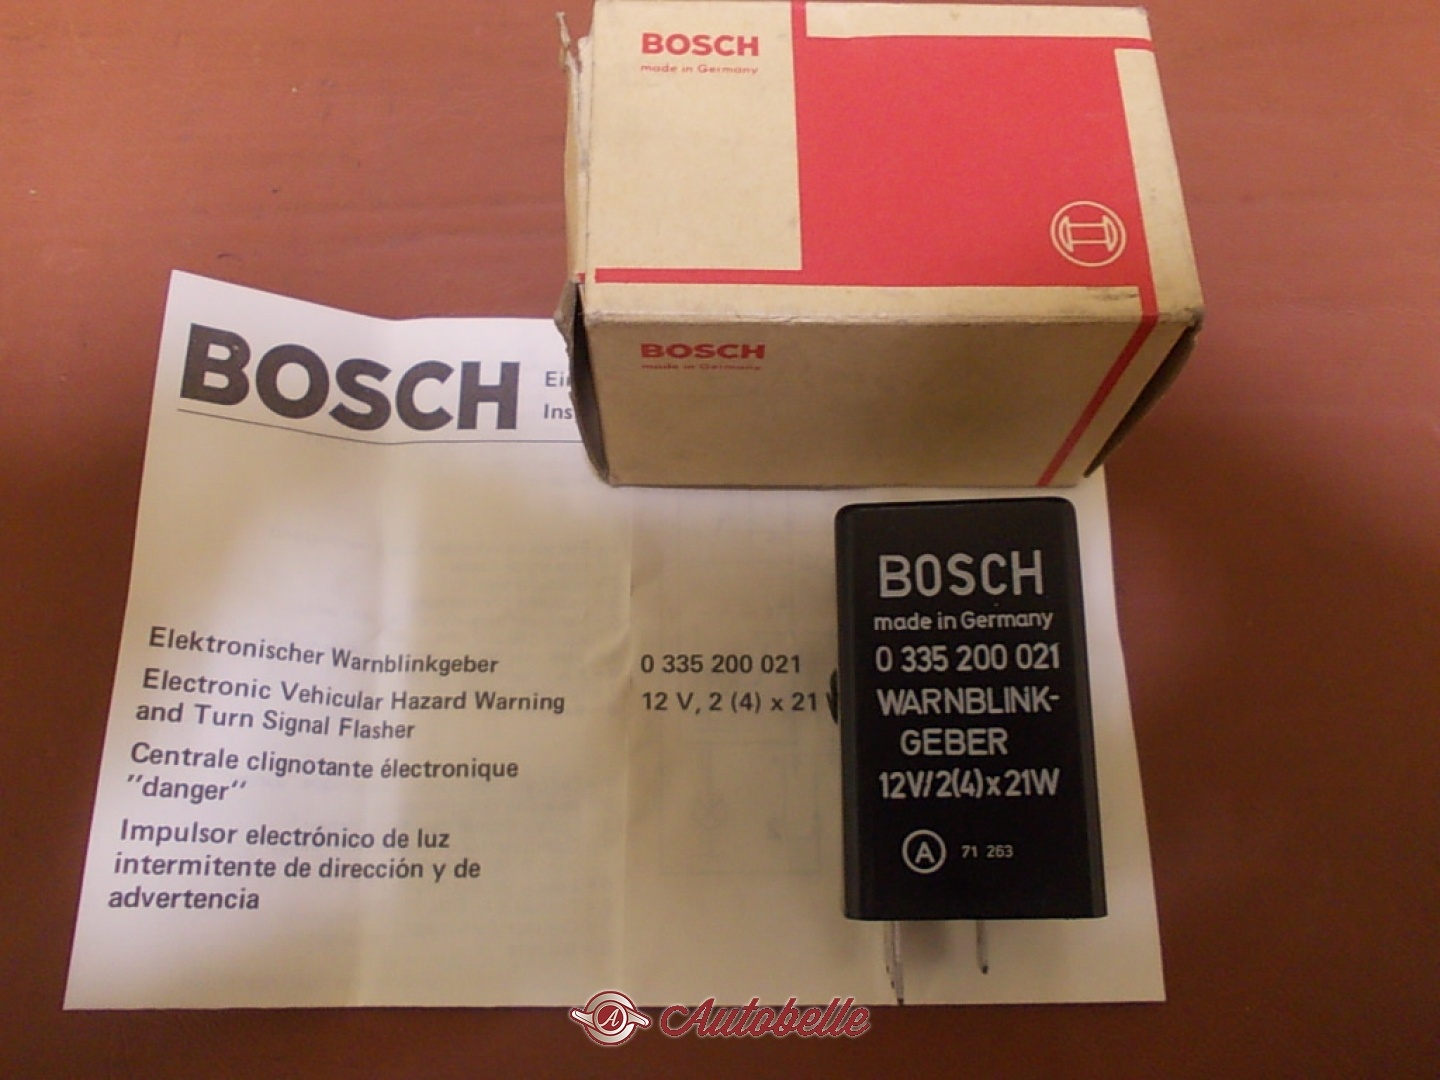 BOSCH
made in Germany
BOSCH
made in Germany
BOSCH
Elektronischer Warnblinkgeber
0 335 200 021
Electronic Vehicular Hazard Warning
and Turn Signal Flasher
12 V, 2 (4) x 21
Centrale clignotante électronique
"danger"
Impulsor electrónico de luz
intermitente de dirección y de
advertencia
BOSCH
made in Germany
0 335 200 021
WARNBLINK-
GEBER
12V/2(4)x21W
A 71 263
A Autobelle